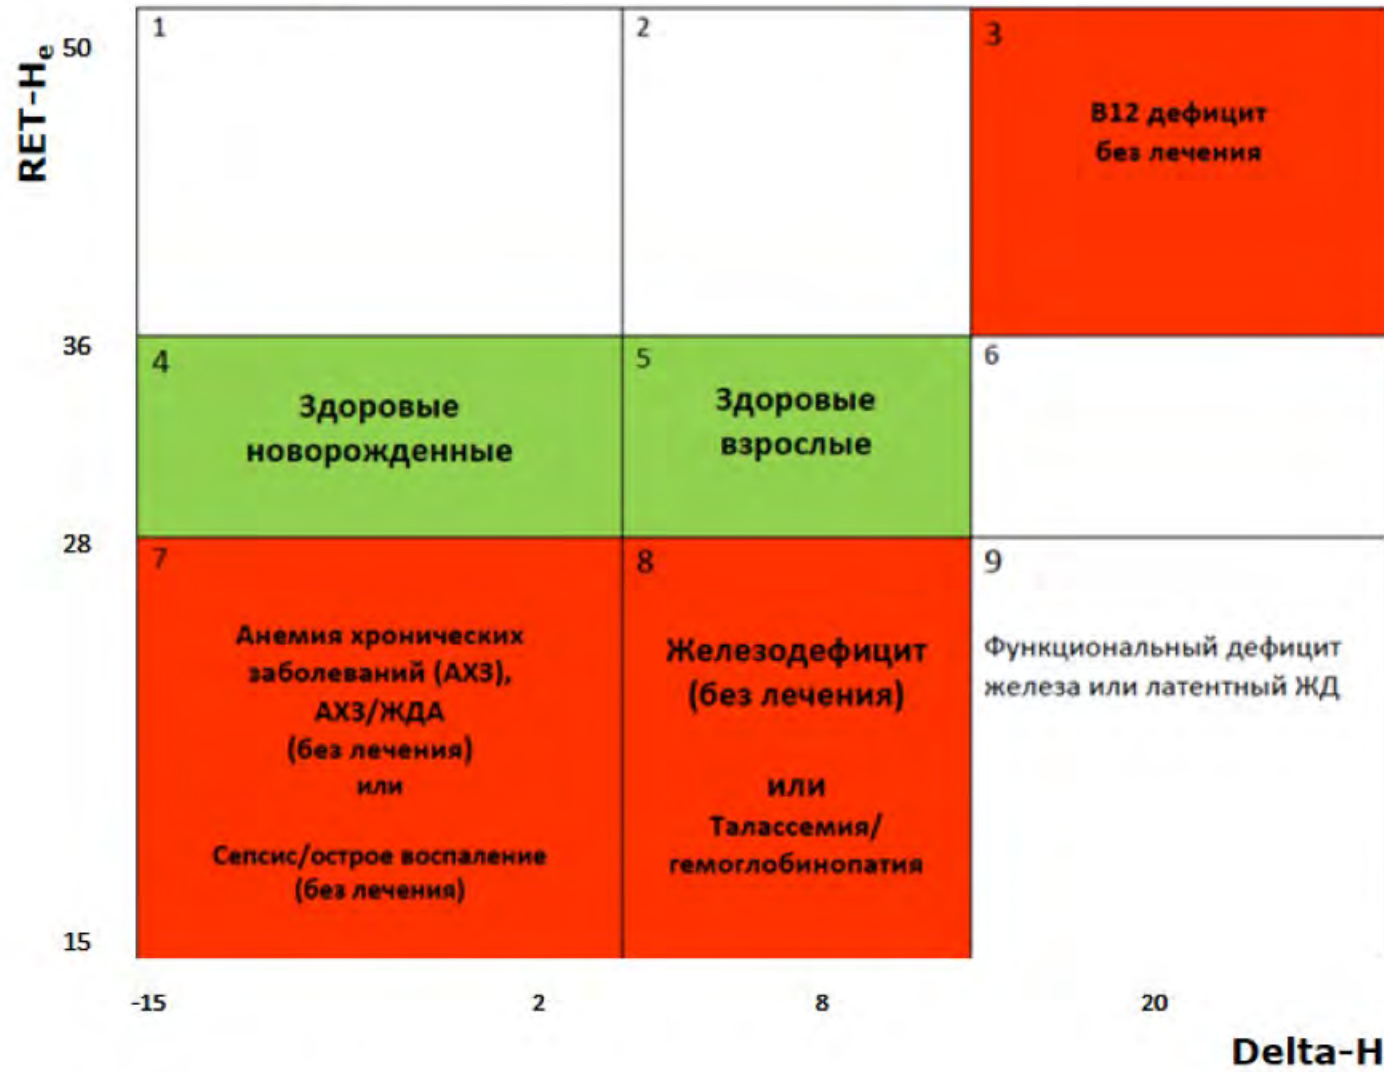 RET-He
50
36
28
15
1
2
3
В12 дефицит
без лечения
4
Здоровые
новорожденные
5
Здоровые
взрослые
6
7
Анемия хронических
заболеваний (АХЗ),
АХЗ/ЖДА
(без лечения)
или
Сепсис/острое воспаление
(без лечения)
8
Железодефицит
(без лечения)
или
Талассемия/
гемоглобинопатия
9
Функциональный дефицит
железа или латентный ЖД
-15
2
8
20
Delta-H